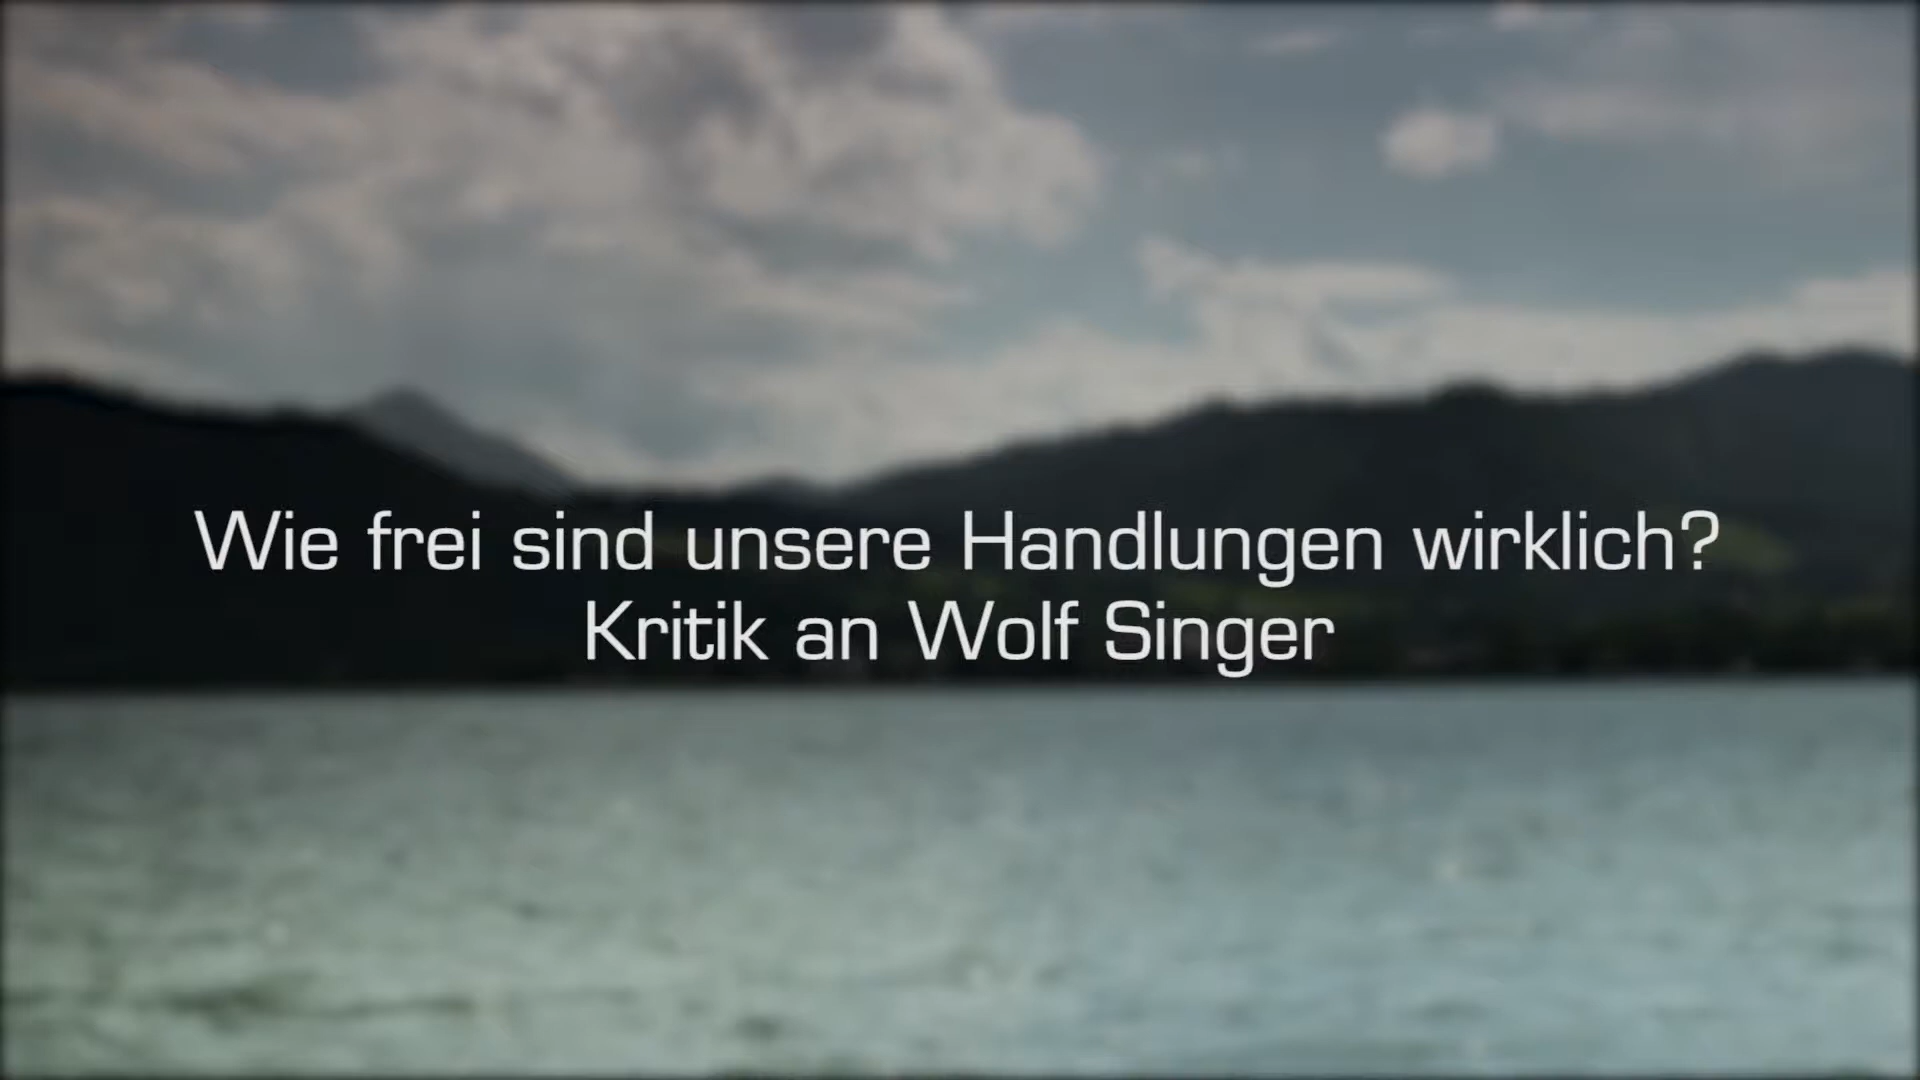 Wie frei sind unsere Handlungen wirklich?
Kritik an Wolf Singer